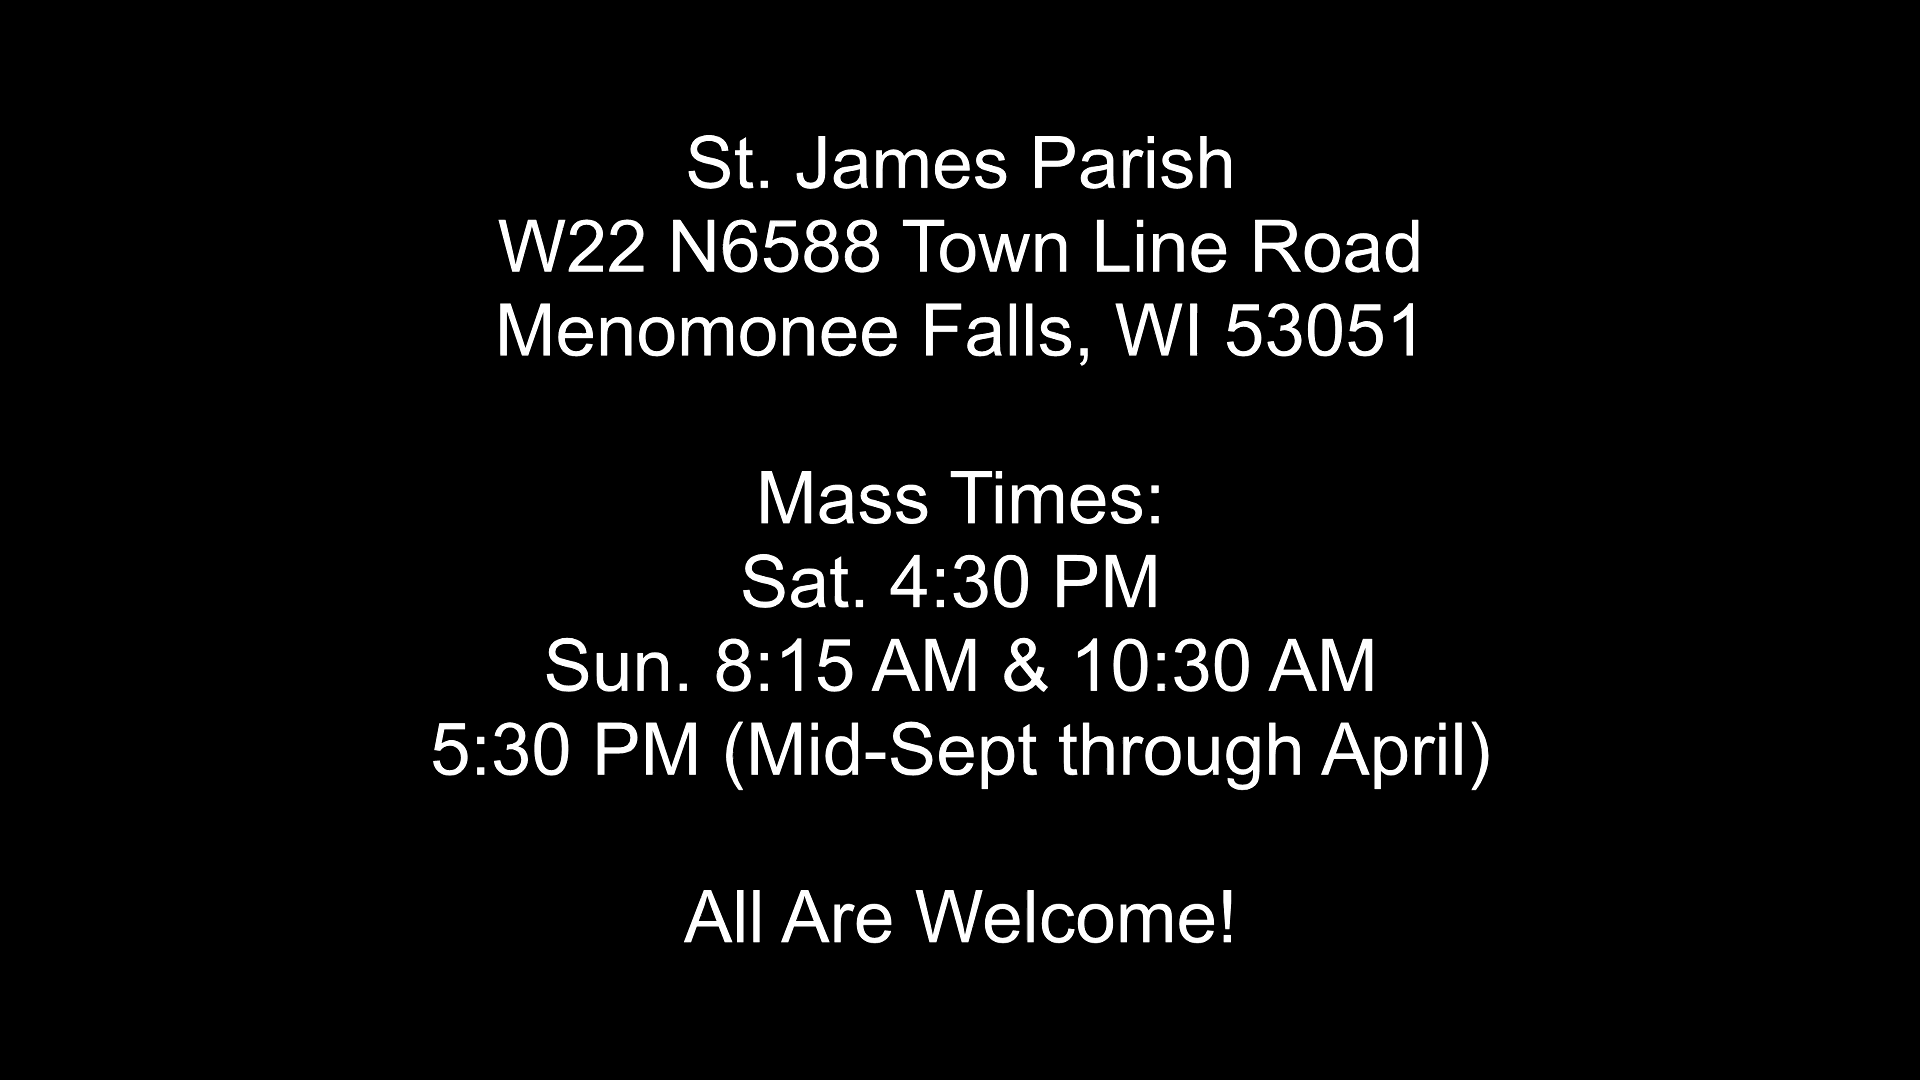 St. James Parish
W22 N6588 Town Line Road
Menomonee Falls, WI 53051
Mass Times:
Sat. 4:30 PM
Sun. 8:15 AM & 10:30 AM
5:30 PM (Mid-Sept through April)
All Are Welcome!